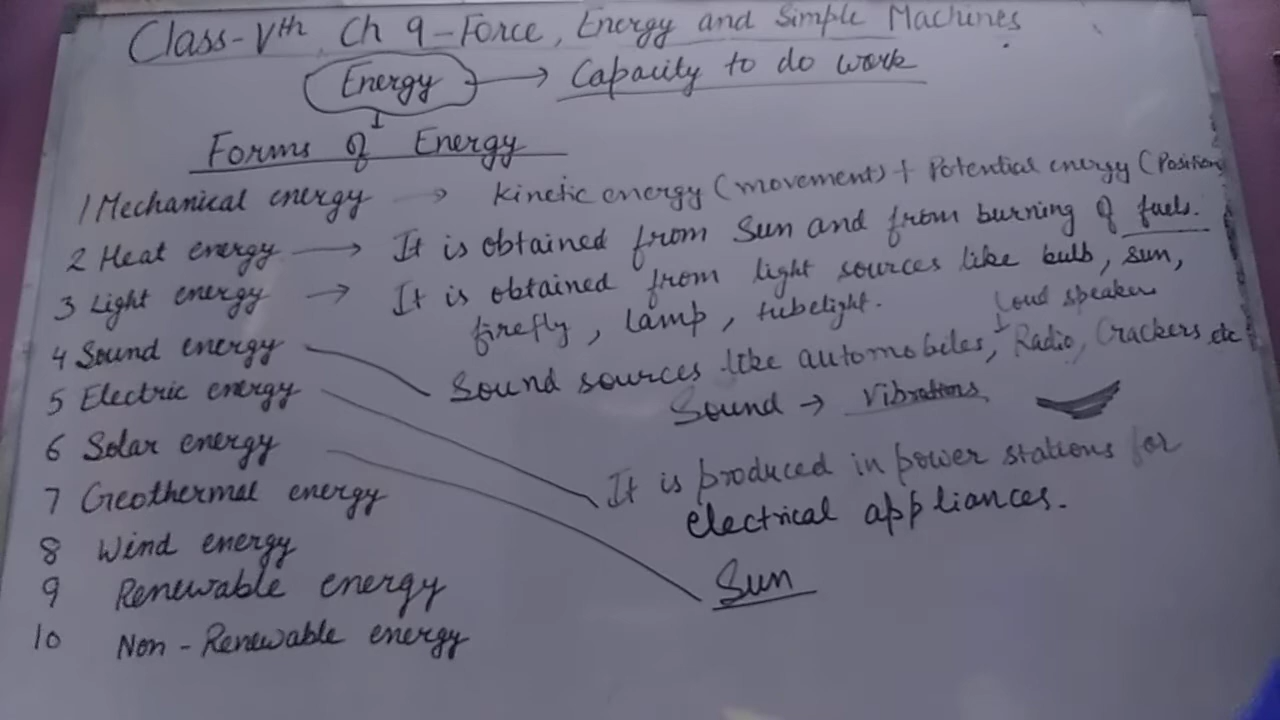 Class-Vth, Ch 9-Force, Energy and Simple Machines
Energy → Capacity to do work
Forms of Energy
1 Mechanical energy → Kinetic energy (movement) + Potential energy (Position)
2 Heat energy → It is obtained from Sun and from burning of fuels.
3 Light energy → It is obtained from light sources like bulb, sun,
firefly, lamp, tubelight.
Loud speaker
4 Sound energy Sound sources like automobiles, Radio, Crackers etc
Sound → Vibrations
5 Electric energy
6 Solar energy
It is produced in power stations for
electrical appliances.
7 Geothermal energy
8 Wind energy
Sun
9 Renewable energy
10 Non-Renewable energy